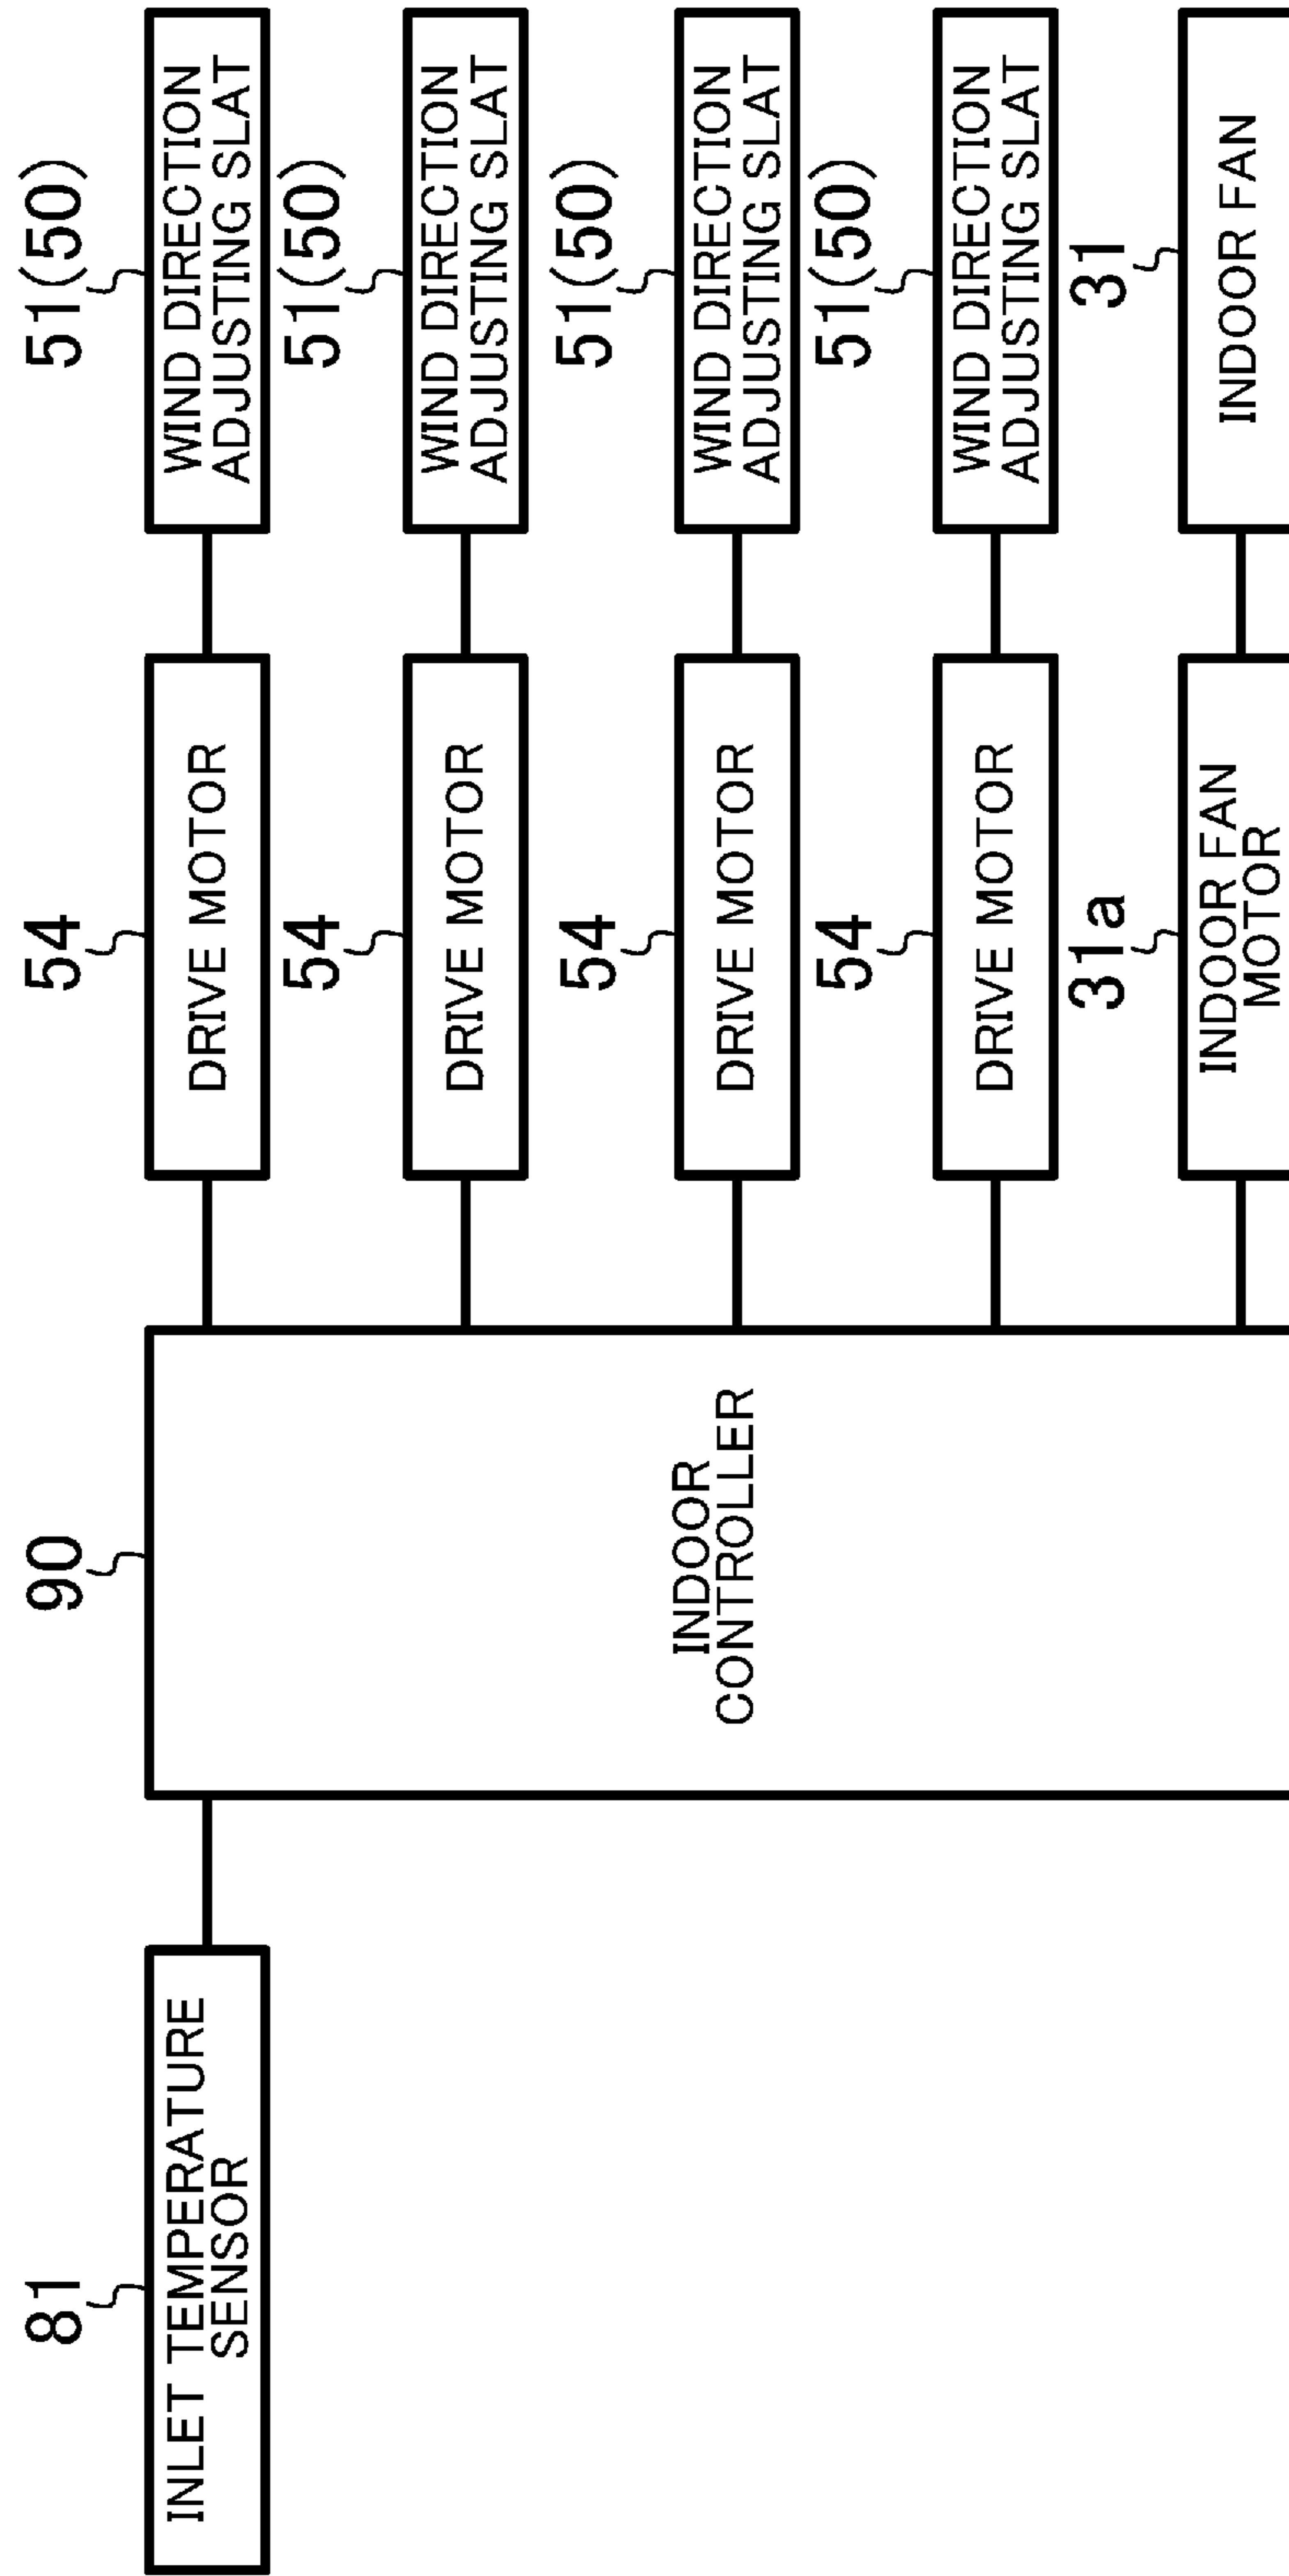 81
INLET TEMPERATURE
SENSOR
90
INDOOR
CONTROLLER
54
DRIVE MOTOR
51(50)
WIND DIRECTION
ADJUSTING SLAT
54
DRIVE MOTOR
51(50)
WIND DIRECTION
ADJUSTING SLAT
54
DRIVE MOTOR
51(50)
WIND DIRECTION
ADJUSTING SLAT
54
DRIVE MOTOR
51(50)
WIND DIRECTION
ADJUSTING SLAT
31a
INDOOR FAN
MOTOR
31
INDOOR FAN